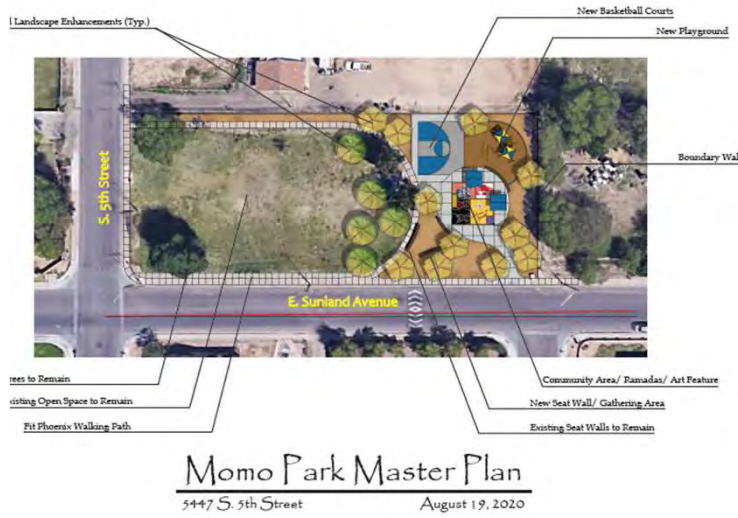 New Basketball Courts
Landscape Enhancements (Typ.)
New Playground
Boundary
S. 5th Street
E. Sunland Avenue
to Remain
Open Space to Remain
Fit Phoenix Walking Path
Community Area/ Ramadas/ Art Feature
New Seat Wall/ Gathering Area
Existing Seat Walls to Remain
Momo Park Master Plan
5447 S. 5th Street
August 19, 2020